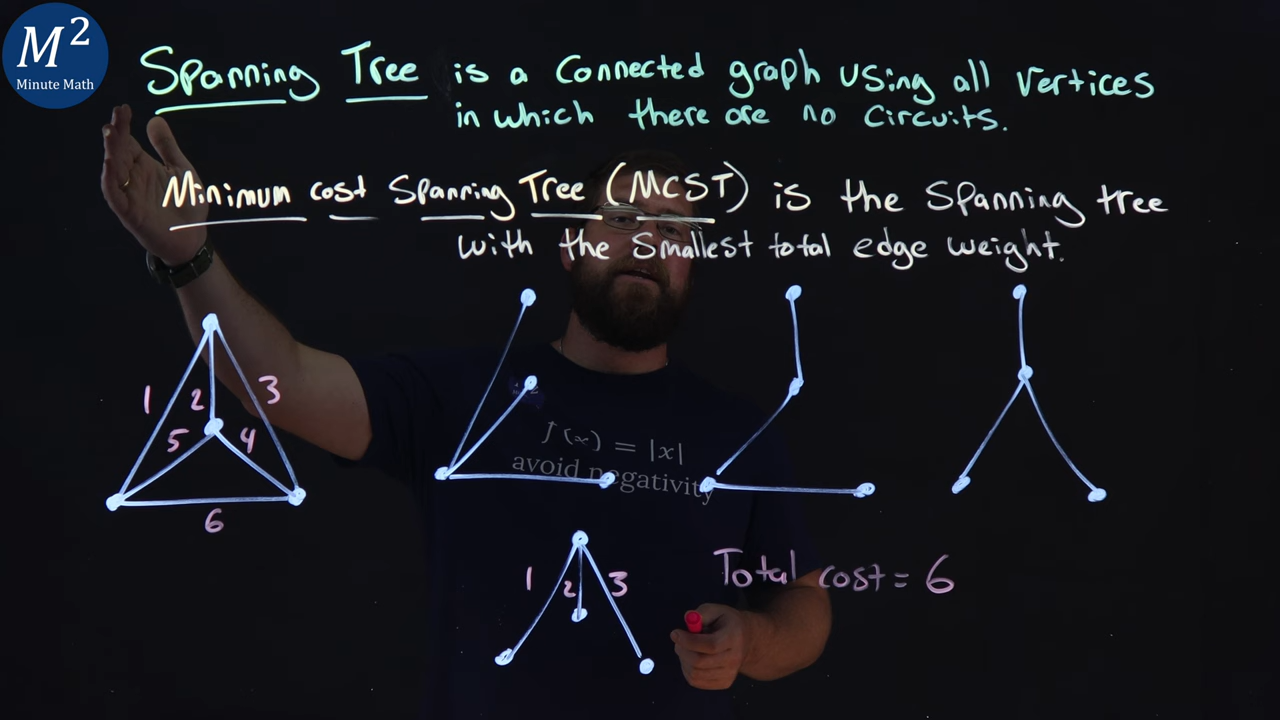 M²
Minute Math
Spanning Tree is a connected graph using all vertices
in which there are no circuits.
Minimum cost Spanning Tree (MCST) is the spanning tree
with the smallest total edge weight.
1 2 3
5 4
6
f(x) = |x|
avoid negativity
1 2 3
Total cost = 6